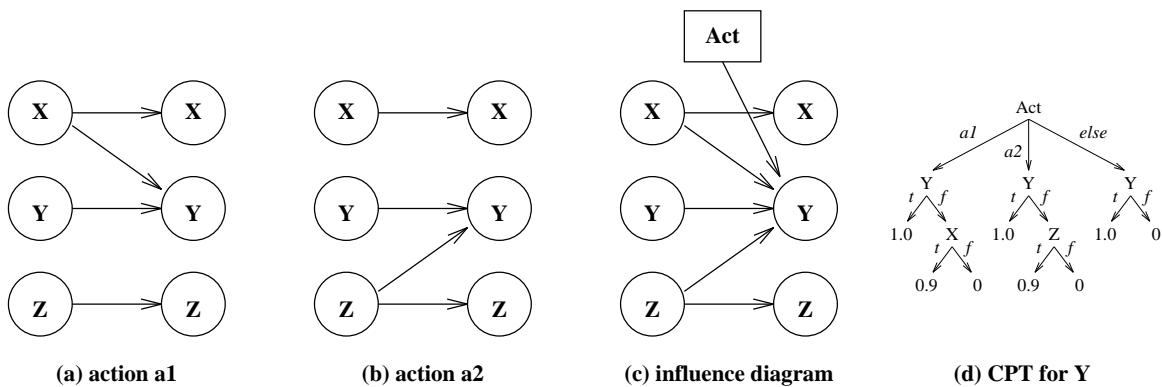 Act
X X X X X X
Y Y Y Y Y Y
Z Z Z Z Z Z
Act
a1 a2 else
Y Y Y
t f t f t f
1.0 X 1.0 Z 1.0 0
t f t f
0.9 0 0.9 0
(a) action a1
(b) action a2
(c) influence diagram
(d) CPT for Y